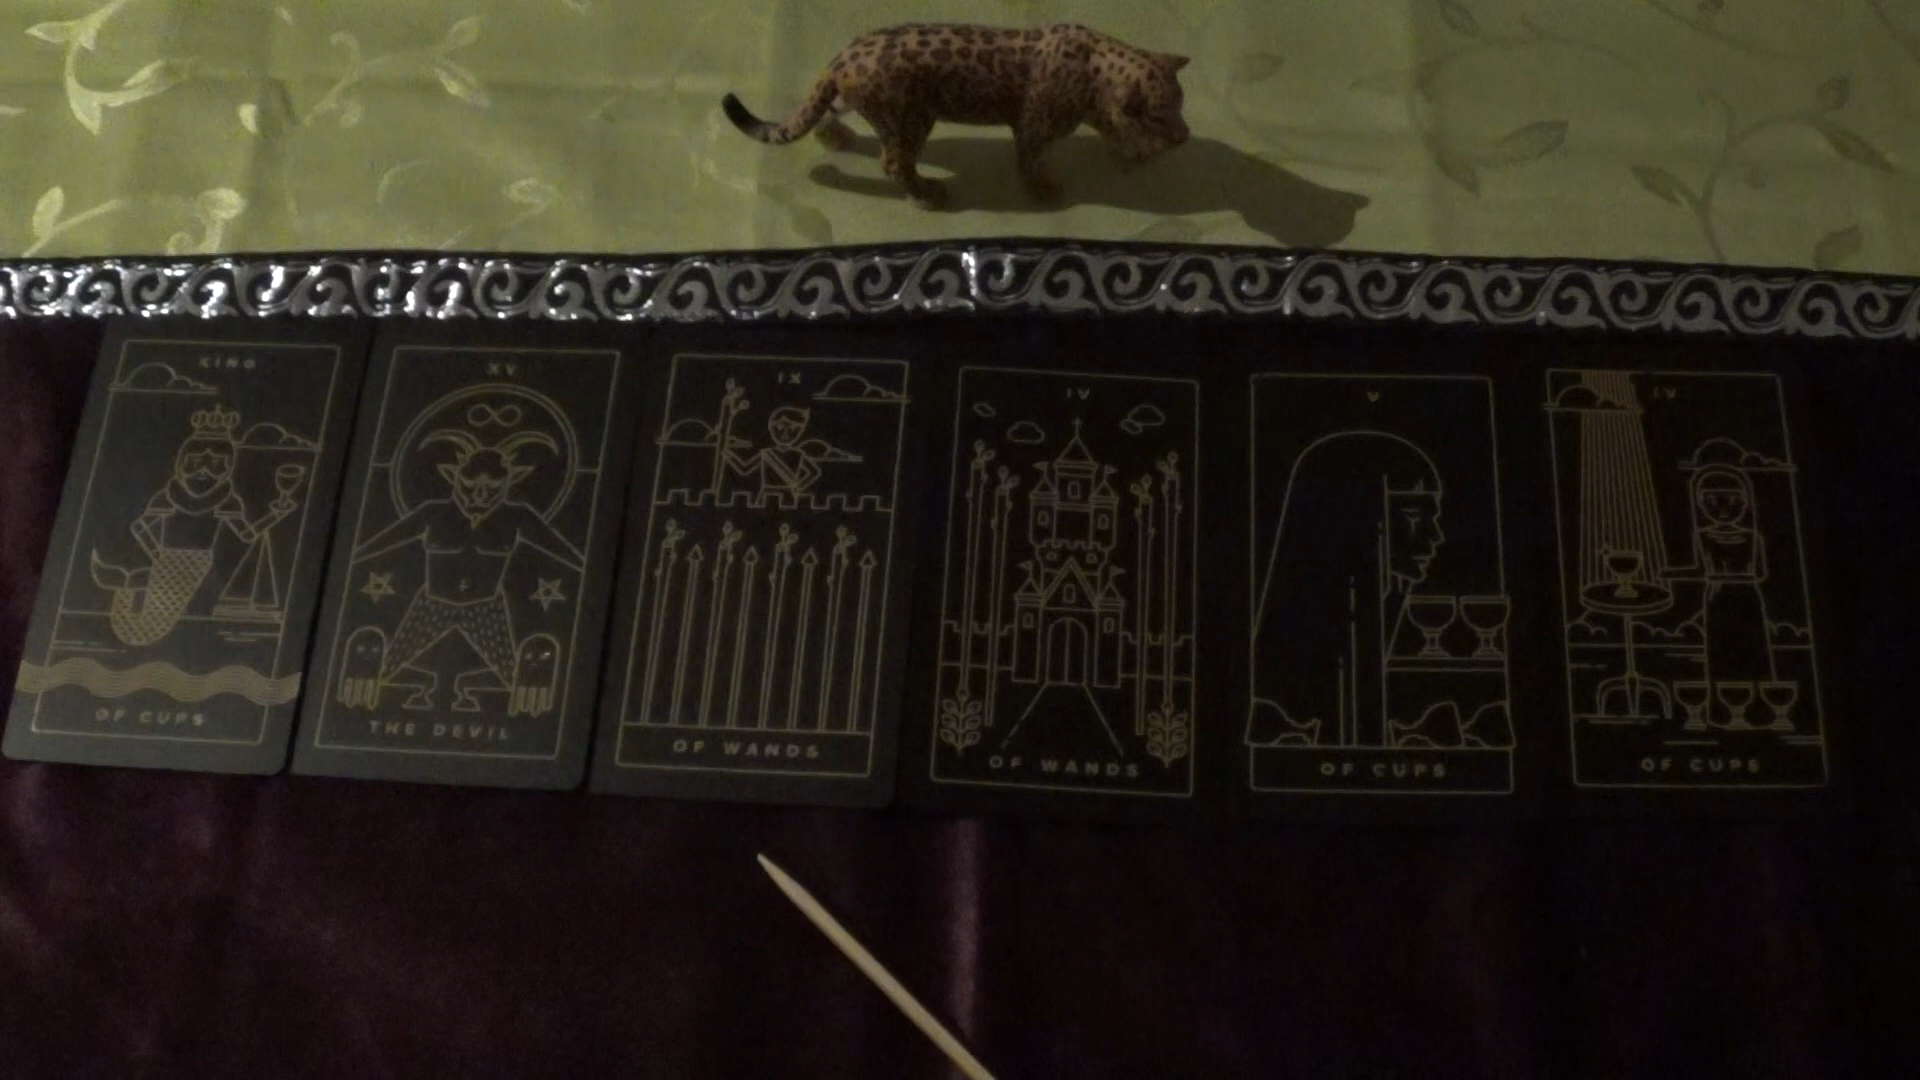 KING
OF CUPS
XV
THE DEVIL
IX
OF WANDS
IV
OF WANDS
V
OF CUPS
IV
OF CUPS